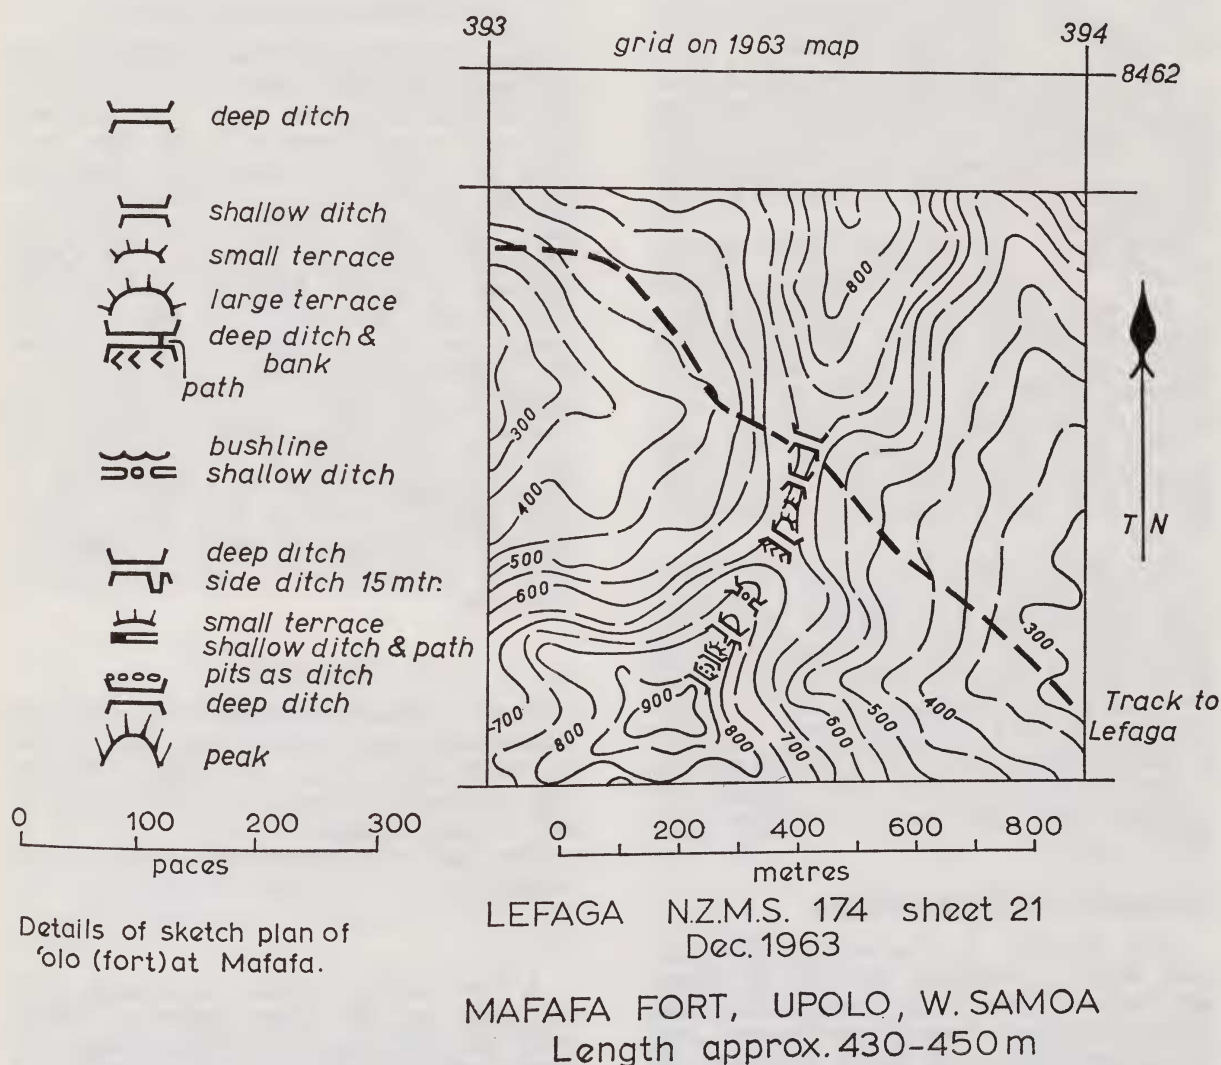 393
394
grid on 1963 map
8462
deep ditch
shallow ditch
small terrace
large terrace
deep ditch &
bank
path
bushline
shallow ditch
deep ditch
side ditch 15 mtr.
small terrace
shallow ditch & path
pits as ditch
deep ditch
peak
0 100 200 300
paces
Details of sketch plan of
'olo (fort) at Mafafa.
800
300
400
500
600
700
800
900
800
700
600
500
400
300
T N
Track to
Lefaga
0 200 400 600 800
metres
LEFAGA N.Z.M.S. 174 sheet 21
Dec. 1963
MAFAFA FORT, UPOLO, W. SAMOA
Length approx. 430-450 m